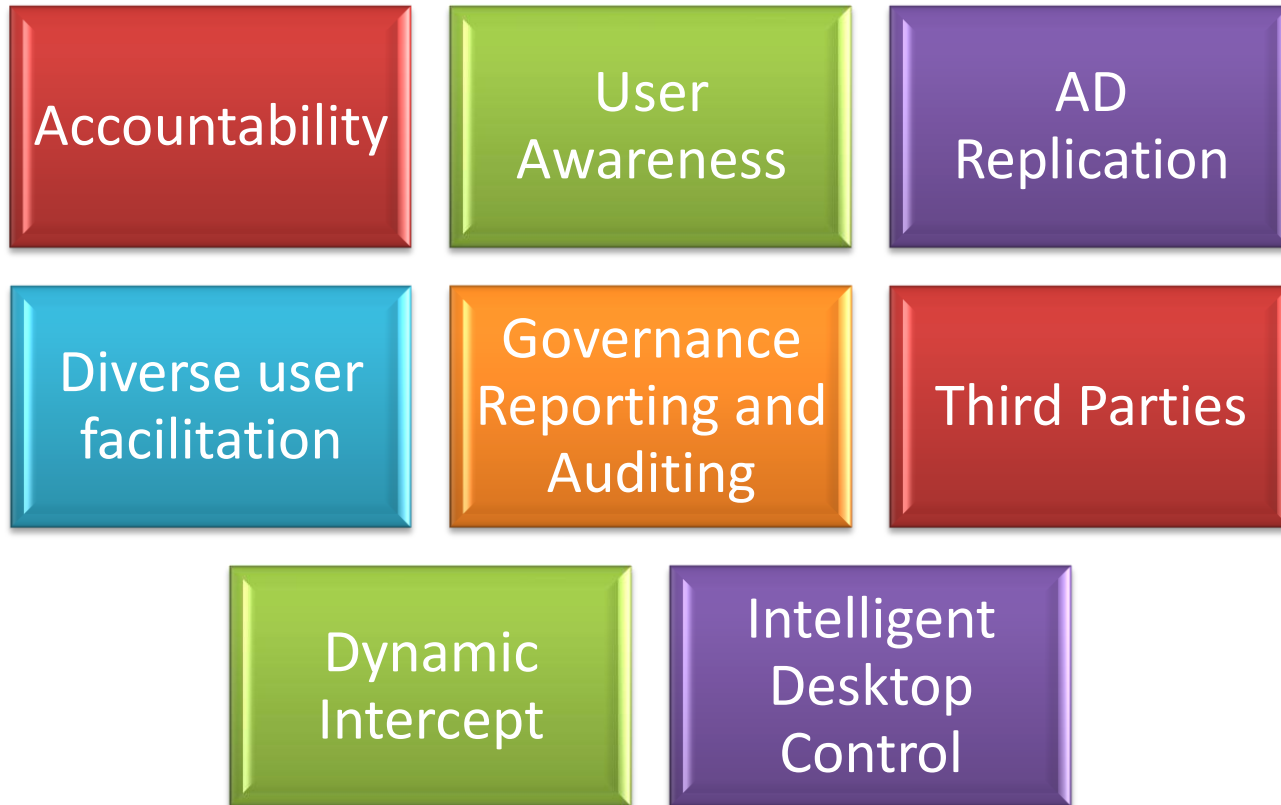 Accountability
User
Awareness
AD
Replication
Diverse user
facilitation
Governance
Reporting and
Auditing
Third Parties
Dynamic
Intercept
Intelligent
Desktop
Control